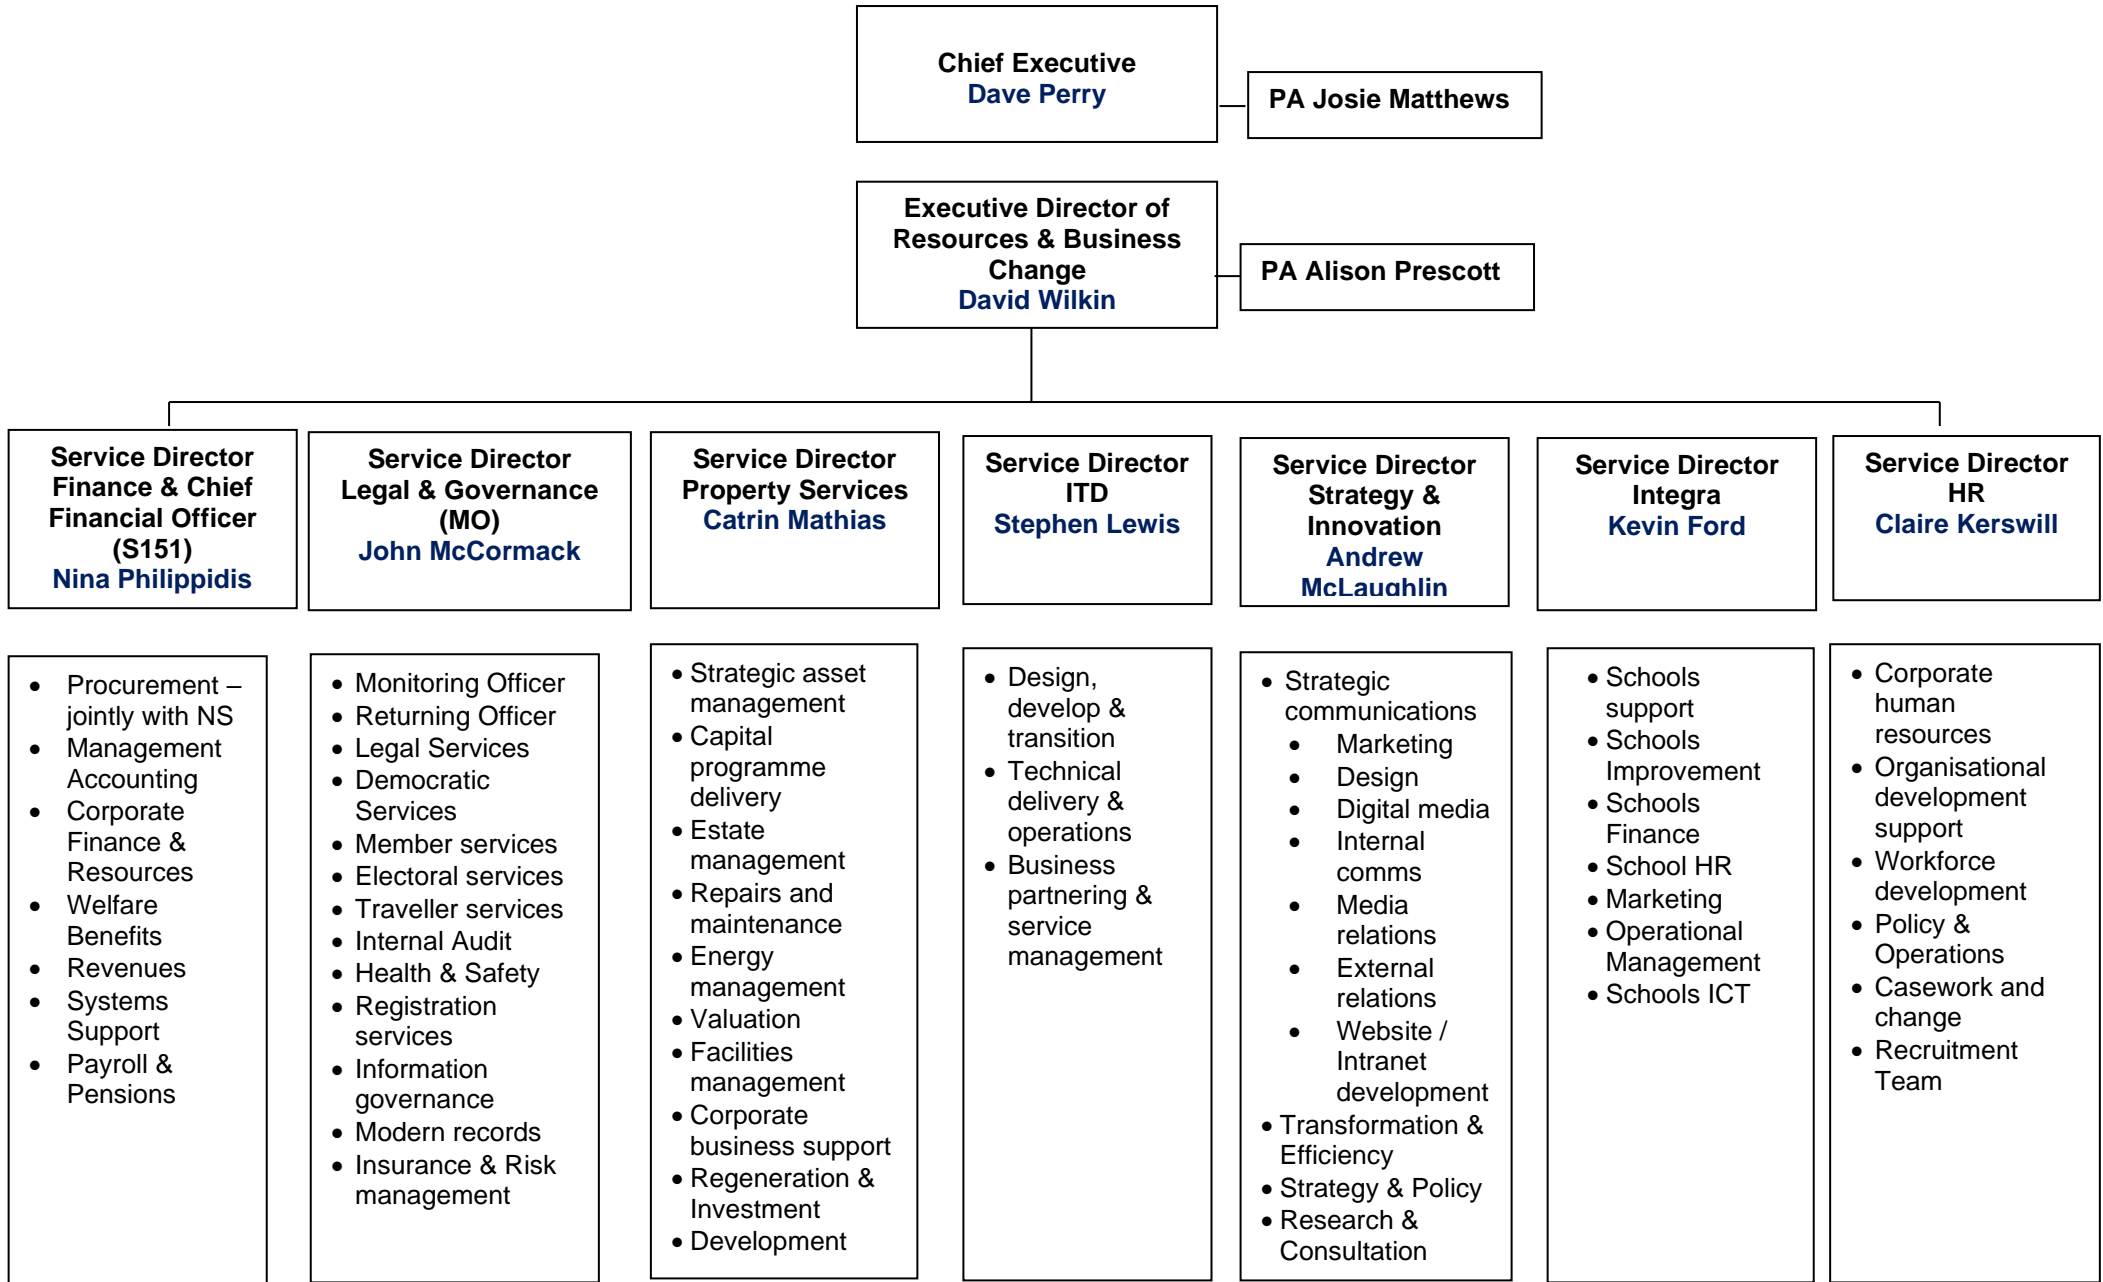 Chief Executive
Dave Perry
PA Josie Matthews
Executive Director of
Resources & Business
Change
David Wilkin
PA Alison Prescott
Service Director
Finance & Chief
Financial Officer
(S151)
Nina Philippidis
Service Director
Legal & Governance
(MO)
John McCormack
Service Director
Property Services
Catrin Mathias
Service Director
ITD
Stephen Lewis
Service Director
Strategy &
Innovation
Andrew
McLaughlin
Service Director
Integra
Kevin Ford
Service Director
HR
Claire Kerswill
• Procurement –
jointly with NS
• Management
Accounting
• Corporate
Finance &
Resources
• Welfare
Benefits
• Revenues
• Systems
Support
• Payroll &
Pensions
• Monitoring Officer
• Returning Officer
• Legal Services
• Democratic
Services
• Member services
• Electoral services
• Traveller services
• Internal Audit
• Health & Safety
• Registration
services
• Information
governance
• Modern records
• Insurance & Risk
management
• Strategic asset
management
• Capital
programme
delivery
• Estate
management
• Repairs and
maintenance
• Energy
management
• Valuation
• Facilities
management
• Corporate
business support
• Regeneration &
Investment
• Development
• Design,
develop &
transition
• Technical
delivery &
operations
• Business
partnering &
service
management
• Strategic
communications
• Marketing
• Design
• Digital media
• Internal
comms
• Media
relations
• External
relations
• Website /
Intranet
development
• Transformation &
Efficiency
• Strategy & Policy
• Research &
Consultation
• Schools
support
• Schools
Improvement
• Schools
Finance
• School HR
• Marketing
• Operational
Management
• Schools ICT
• Corporate
human
resources
• Organisational
development
support
• Workforce
development
• Policy &
Operations
• Casework and
change
• Recruitment
Team